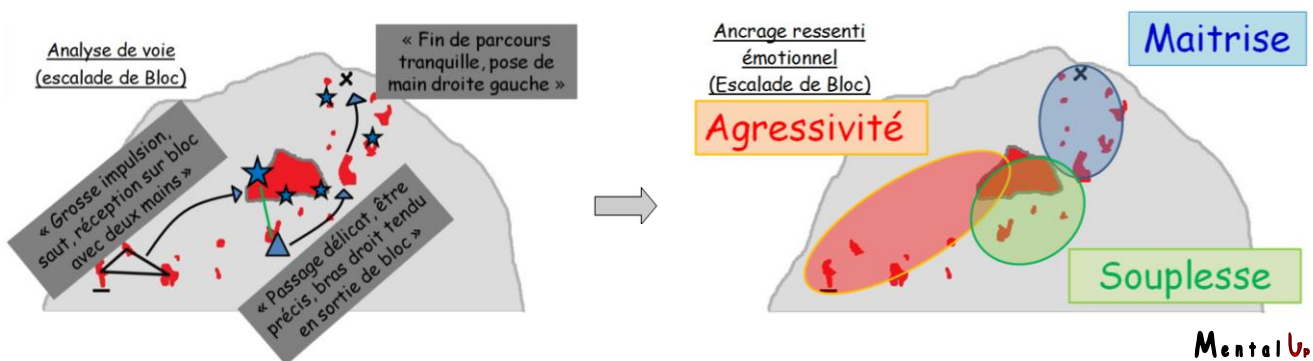 Analyse de voie
(escalade de Bloc)
« Fin de parcours
tranquille, pose de
main droite gauche »
« Grosse impulsion,
saut, réception sur bloc
avec deux mains »
« Passage délicat, être
précis, bras droit tendu
en sortie de bloc »
Ancrage ressenti
émotionnel
(Escalade de Bloc)
Maitrise
Agressivité
Souplesse
Mental Up